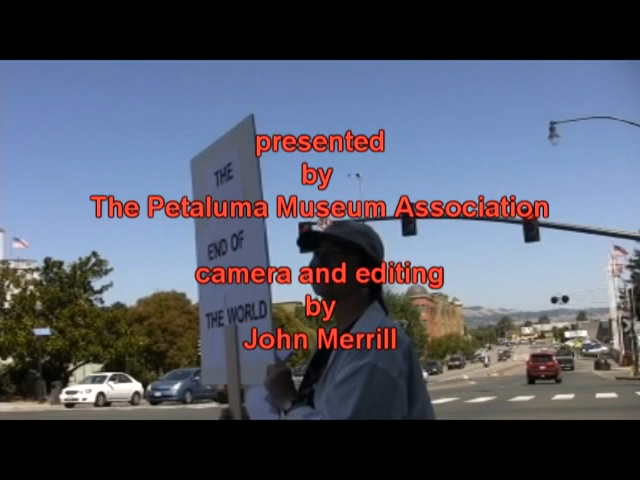 presented
by
The Petaluma Museum Association
camera and editing
by
John Merrill
THE
END OF
THE WORLD